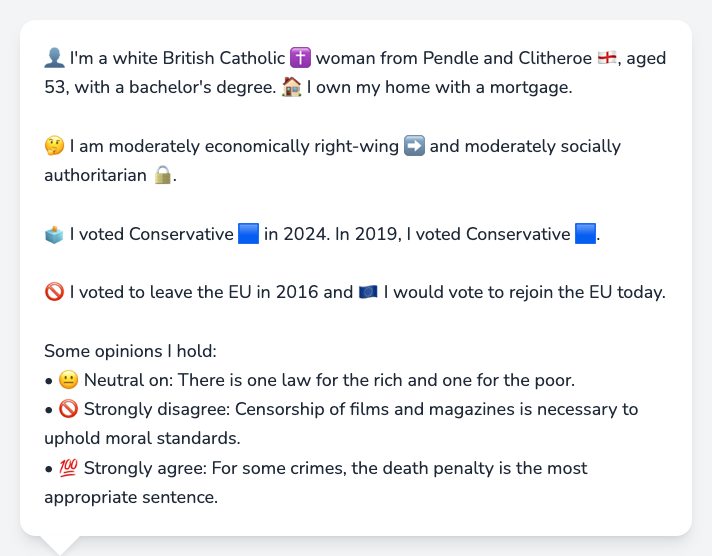 👤 I'm a white British Catholic ✝️ woman from Pendle and Clitheroe 🏴󠁧󠁢󠁥󠁮󠁧󠁿, aged
53, with a bachelor's degree. 🏠 I own my home with a mortgage.
🤔 I am moderately economically right-wing ➡️ and moderately socially
authoritarian 🔒.
🗳️ I voted Conservative 🟦 in 2024. In 2019, I voted Conservative 🟦.
🚫 I voted to leave the EU in 2016 and 🇪🇺 I would vote to rejoin the EU today.
Some opinions I hold:
• 😐 Neutral on: There is one law for the rich and one for the poor.
• 🚫 Strongly disagree: Censorship of films and magazines is necessary to
uphold moral standards.
• 💯 Strongly agree: For some crimes, the death penalty is the most
appropriate sentence.